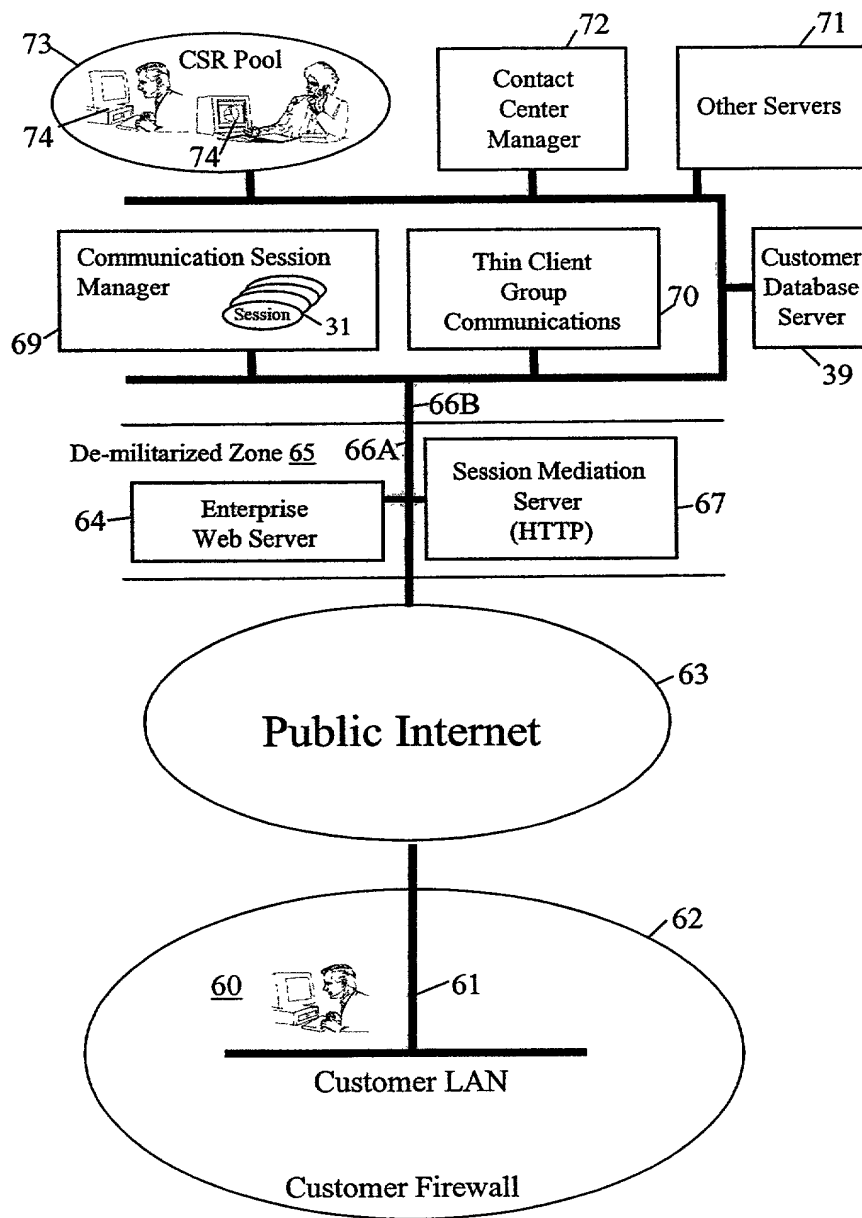 73
CSR Pool
74
74
72
Contact
Center
Manager
71
Other Servers
Communication Session
Manager
Session
31
69
Thin Client
Group
Communications
70
Customer
Database
Server
39
66B
De-militarized Zone 65
66A
64
Enterprise
Web Server
Session Mediation
Server
(HTTP)
67
63
Public Internet
62
60
61
Customer LAN
Customer Firewall